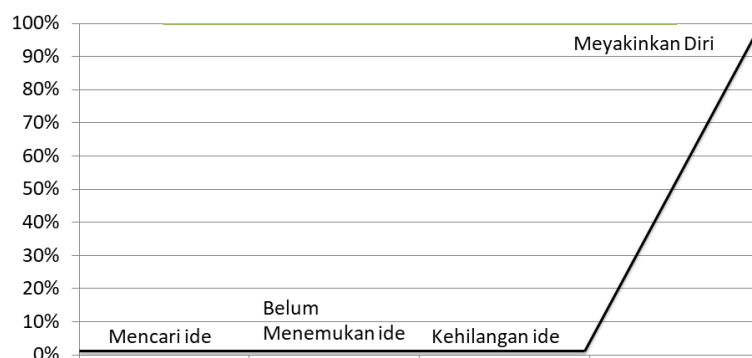 100%
90%
80%
70%
60%
50%
40%
30%
20%
10%
0%
Meyakinkan Diri
Belum
Menemukan ide
Mencari ide
Kehilangan ide